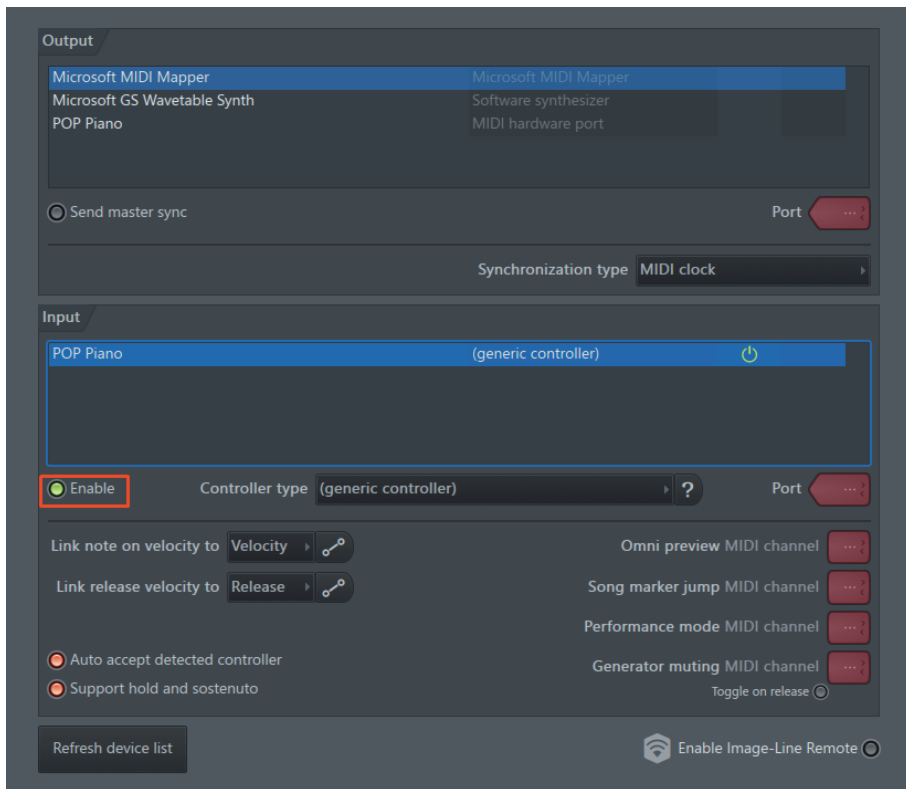 Output
Microsoft MIDI Mapper Microsoft MIDI Mapper
Microsoft GS Wavetable Synth Software synthesizer
POP Piano MIDI hardware port
Send master sync Port ...
Synchronization type MIDI clock
Input
POP Piano (generic controller)
Enable Controller type (generic controller) ? Port ...
Link note on velocity to Velocity Omni preview MIDI channel ...
Link release velocity to Release Song marker jump MIDI channel ...
Performance mode MIDI channel ...
Auto accept detected controller Generator muting MIDI channel ...
Support hold and sostenuto Toggle on release
Refresh device list Enable Image-Line Remote